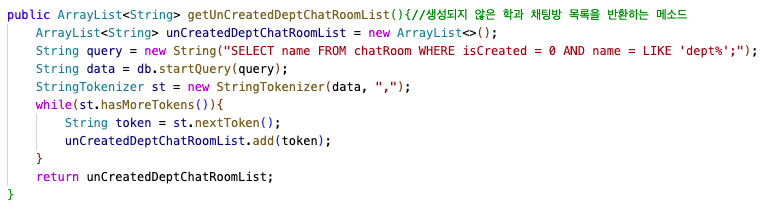 public ArrayList<String> getUnCreatedDeptChatRoomList(){//생성되지 않은 학과 채팅방 목록을 반환하는 메소드
    ArrayList<String> unCreatedDeptChatRoomList = new ArrayList<>();
    String query = new String("SELECT name FROM chatRoom WHERE isCreated = 0 AND name = LIKE 'dept%';");
    String data = db.startQuery(query);
    StringTokenizer st = new StringTokenizer(data, ",");
    while(st.hasMoreTokens()){
        String token = st.nextToken();
        unCreatedDeptChatRoomList.add(token);
    }
    return unCreatedDeptChatRoomList;
}